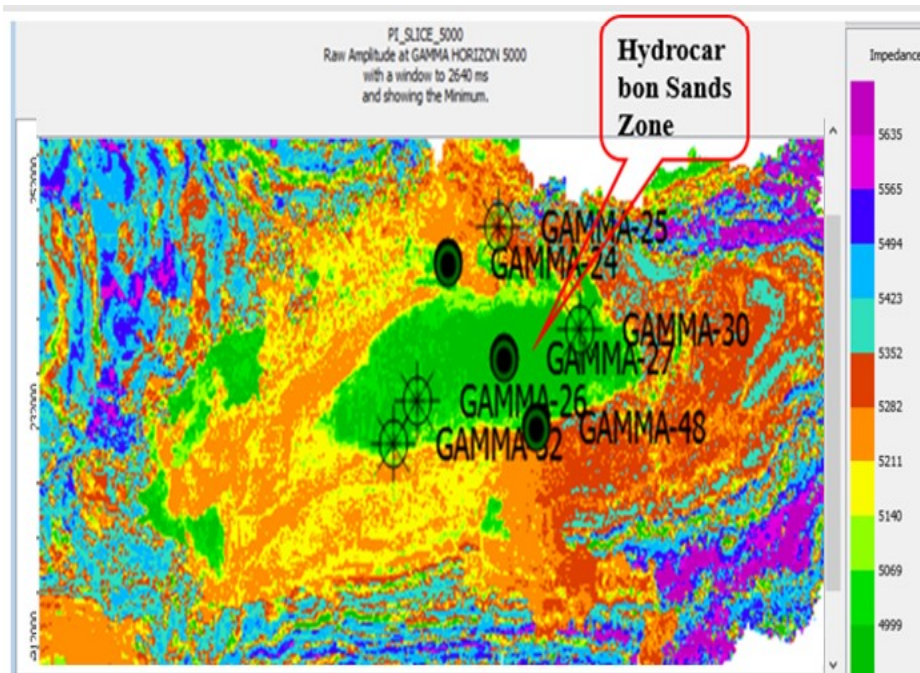 PI_SLICE_5000
Raw Amplitude at GAMMA HORIZON 5000
with a window to 2640 ms
and showing the Minimum.
Hydrocar
bon Sands
Zone
Impedance
5635
5565
5494
5423
5352
5282
5211
5140
5069
4999
GAMMA-25
GAMMA-24
GAMMA-30
GAMMA-27
GAMMA-26
GAMMA-48
GAMMA-32